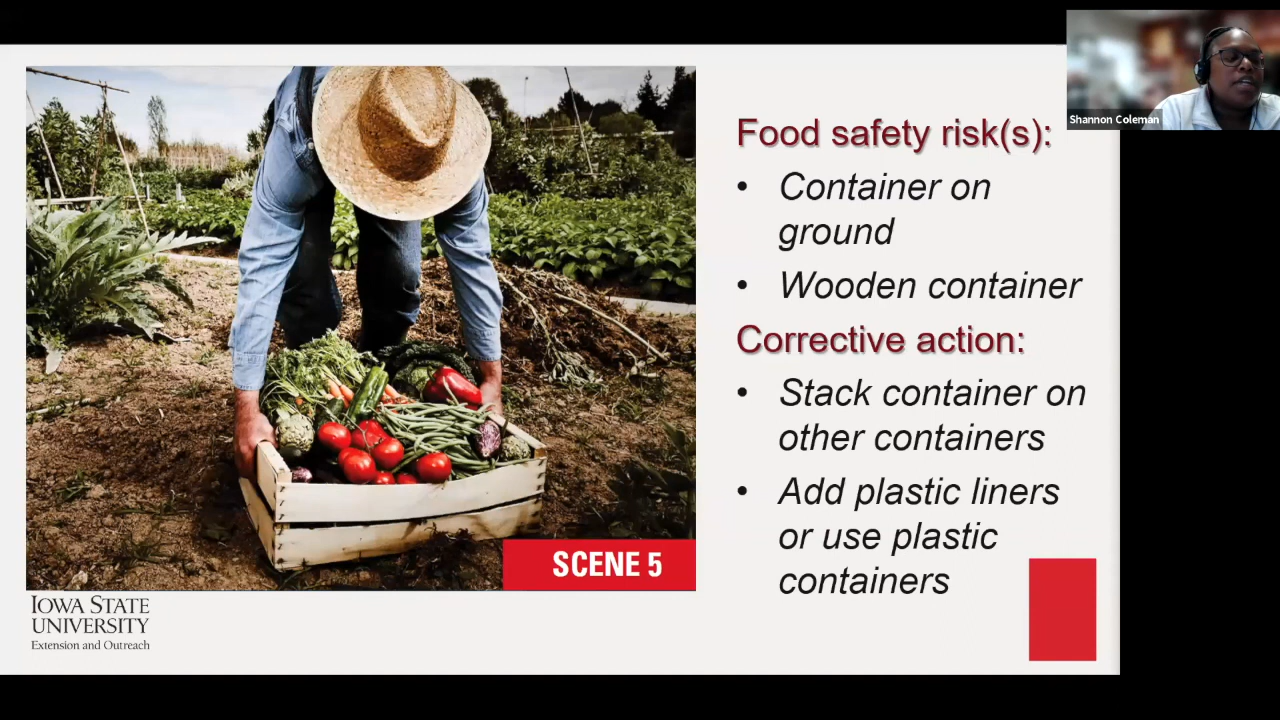 Shannon Coleman
Food safety risk(s):
• Container on
ground
• Wooden container
Corrective action:
• Stack container on
other containers
• Add plastic liners
or use plastic
containers
SCENE 5
IOWA STATE
UNIVERSITY
Extension and Outreach